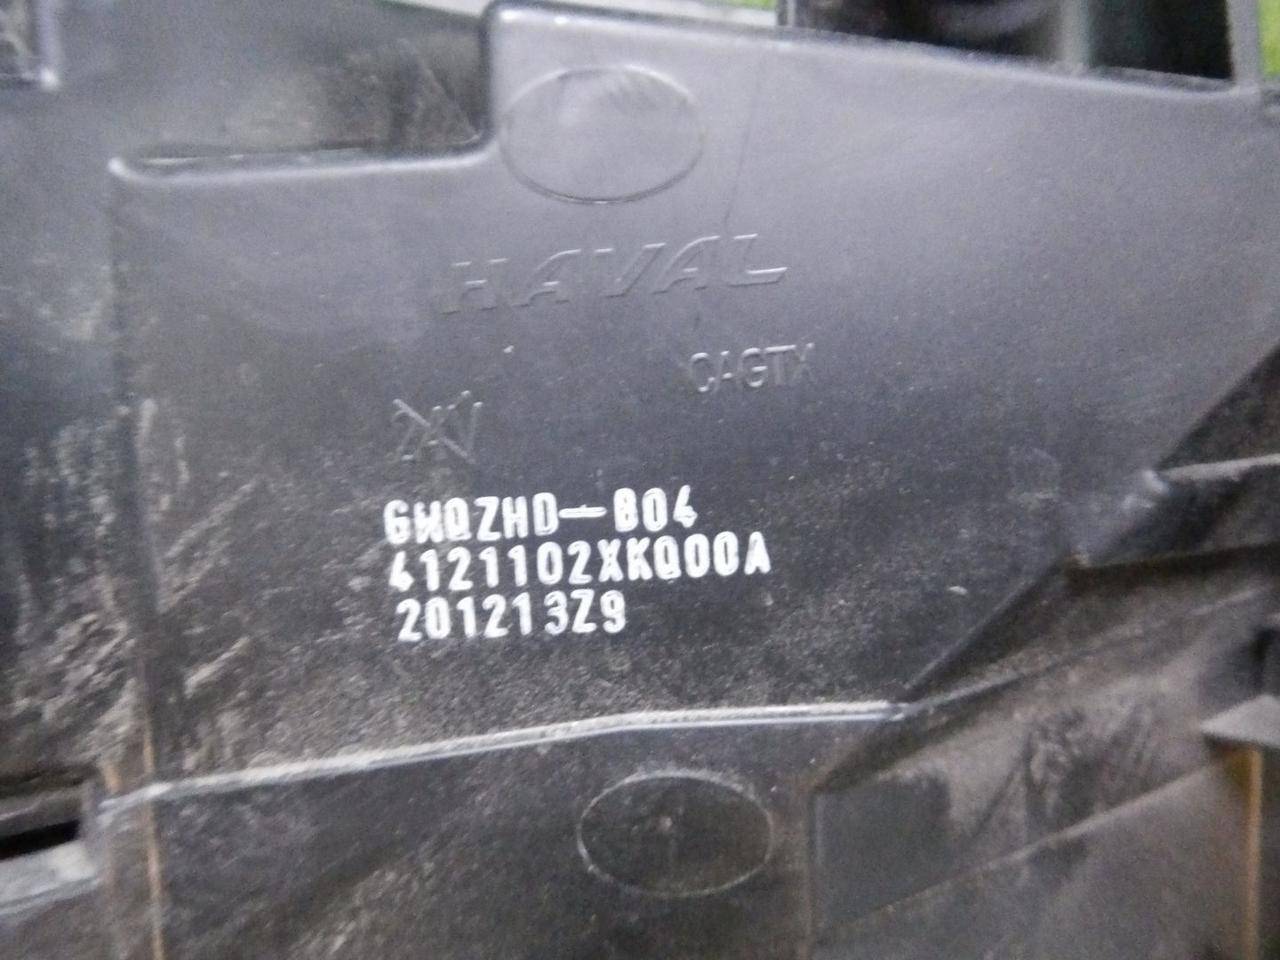 HAVAL
CAGTX
GWQZHD-B04
4121102XKQ00A
201213Z9